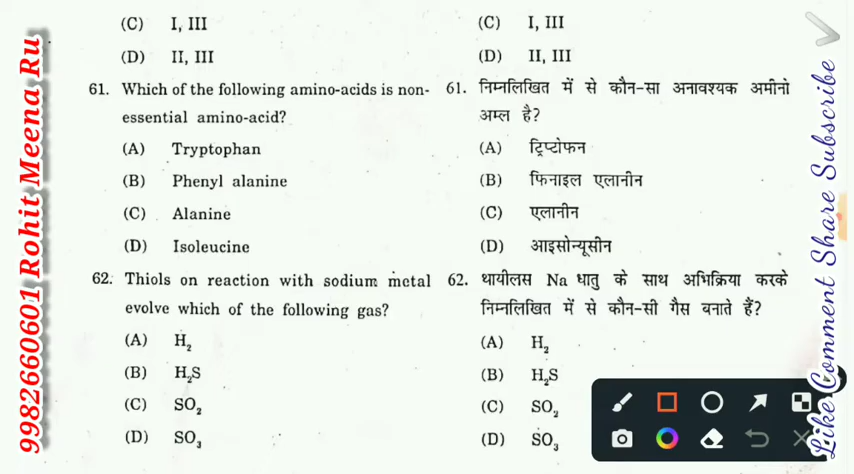 (C) I, III
(D) II, III
61. Which of the following amino-acids is non-
essential amino-acid?
(A) Tryptophan
(B) Phenyl alanine
(C) Alanine
(D) Isoleucine
62. Thiols on reaction with sodium metal
evolve which of the following gas?
(A) H₂
(B) H₂S
(C) SO₂
(D) SO₃
(C) I, III
(D) II, III
61. निम्नलिखित में से कौन-सा अनावश्यक अमीनो
अम्ल है?
(A) ट्रिप्टोफन
(B) फिनाइल एलानीन
(C) एलानीन
(D) आइसोन्यूसीन
62. थायीलस Na धातु के साथ अभिक्रिया करके
निम्नलिखित में से कौन-सी गैस बनाते हैं?
(A) H₂
(B) H₂S
(C) SO₂
(D) SO₃
9982660601 Rohit Meena Ru
Like Comment Share Subscribe